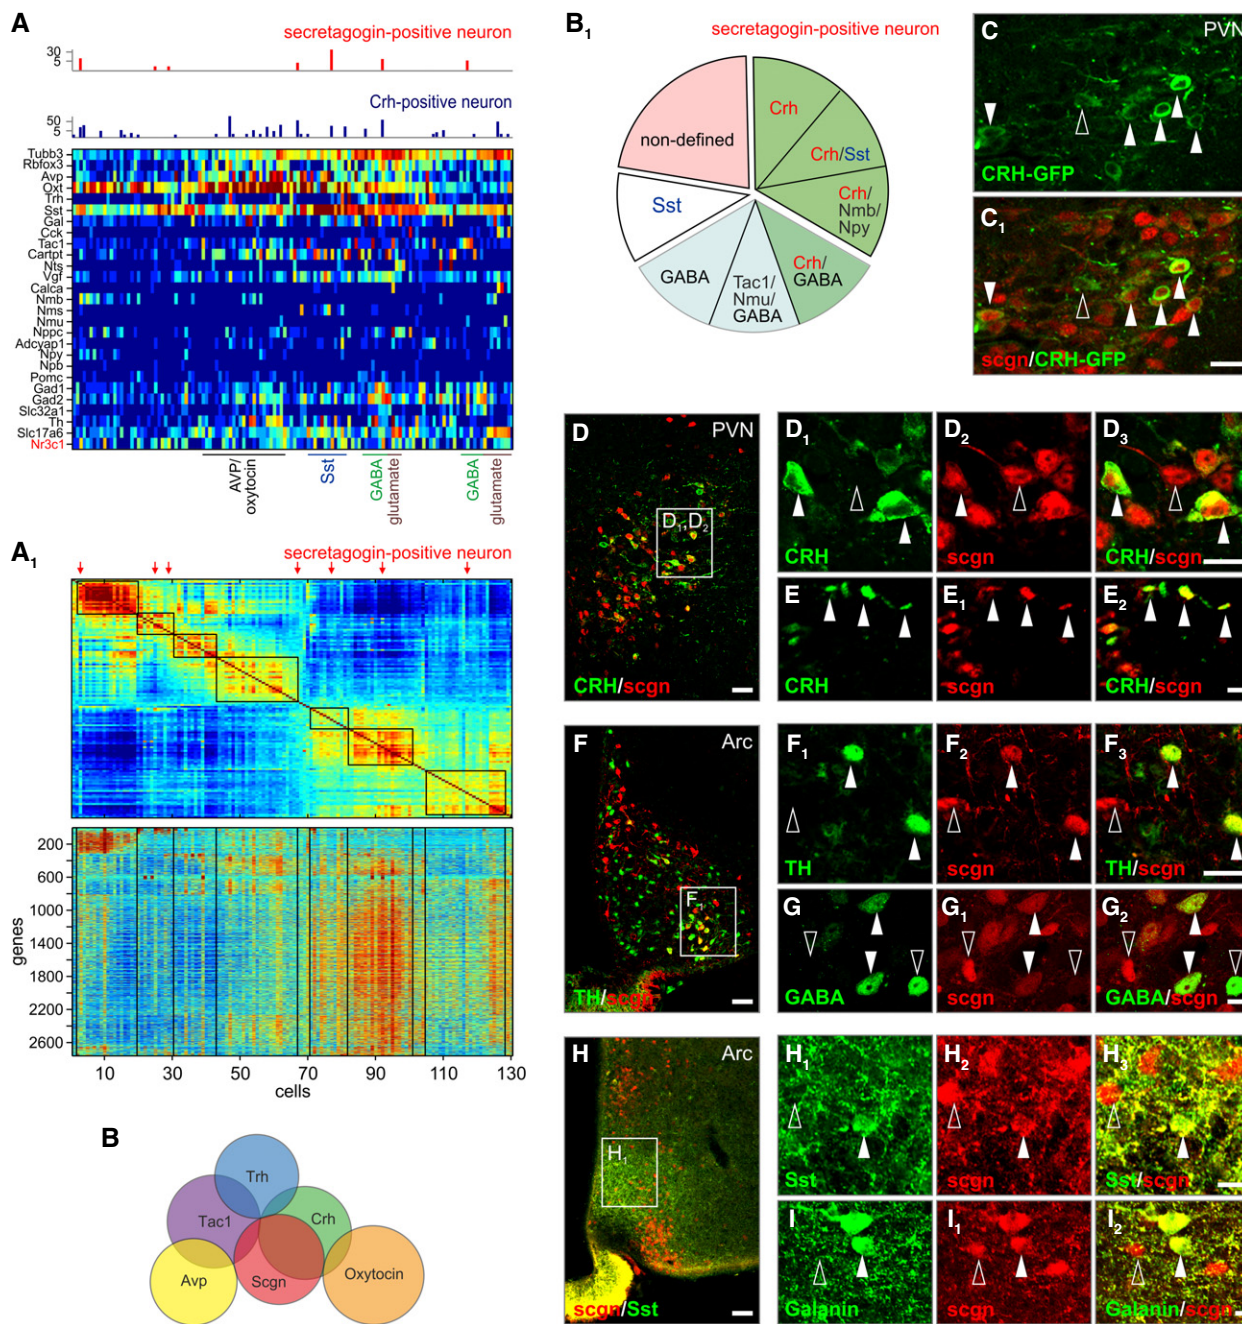 A
secretagogin-positive neuron
30
5
Crh-positive neuron
50
5
Tubb3
Rbfox3
Avp
Oxt
Trh
Sst
Gal
Cck
Tac1
Cartpt
Nts
Vgf
Calca
Nmb
Nms
Nmu
Nppc
Adcyap1
Npy
Npb
Pomc
Gad1
Gad2
Slc32a1
Th
Slc17a6
Nr3c1
AVP/
oxytocin
Sst
GABA
glutamate
GABA
glutamate
A1
secretagogin-positive neuron
200
600
1000
1400
1800
2200
2600
genes
10
30
50
70
90
110
130
cells
B
Trh
Tac1
Crh
Avp
Scgn
Oxytocin
B1
secretagogin-positive neuron
non-defined
Crh
Crh/Sst
Crh/
Nmb/
Npy
Sst
GABA
Tac1/
Nmu/
GABA
Crh/
GABA
C
PVN
CRH-GFP
C1
scgn/CRH-GFP
D
PVN
D1,D2
CRH/scgn
D1
CRH
D2
scgn
D3
CRH/scgn
E
CRH
E1
scgn
E2
CRH/scgn
F
Arc
F1
TH/scgn
F1
TH
F2
scgn
F3
TH/scgn
G
GABA
G1
scgn
G2
GABA/scgn
H
Arc
H1
scgn/Sst
H1
Sst
H2
scgn
H3
Sst/scgn
I
Galanin
I1
scgn
I2
Galanin/scgn